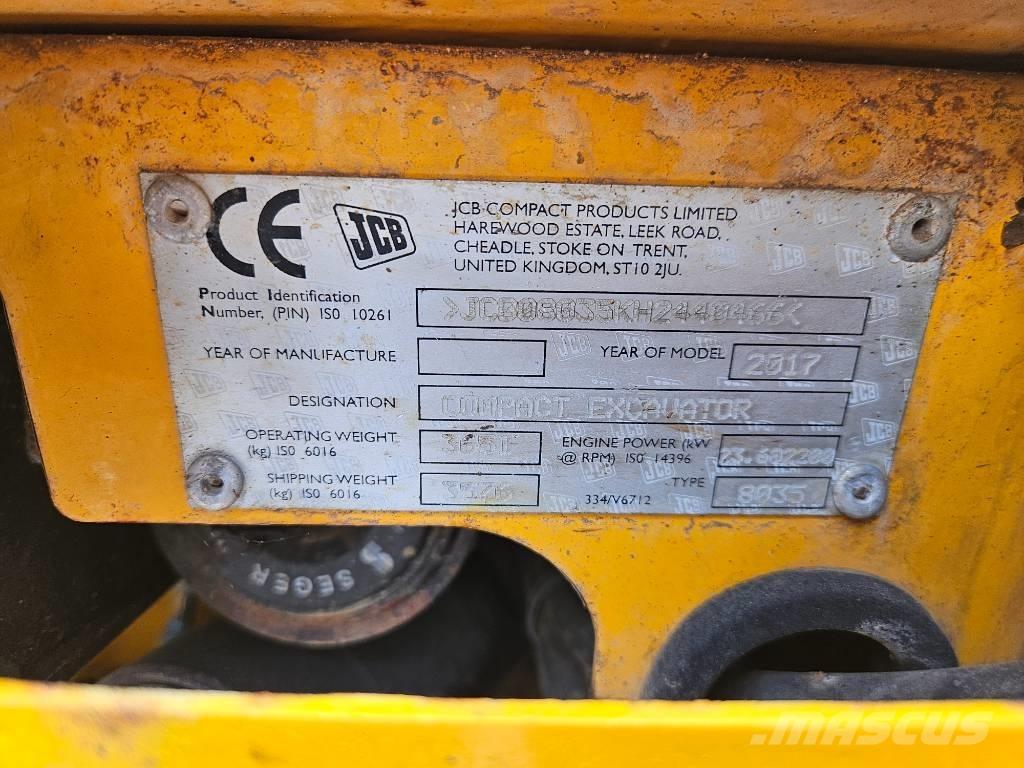 CE JCB
JCB COMPACT PRODUCTS LIMITED
HAREWOOD ESTATE, LEEK ROAD,
CHEADLE, STOKE ON TRENT,
UNITED KINGDOM, ST10 2JU.
Product Identification
Number, (PIN) ISO 10261
>JCB08035KH2440466<
YEAR OF MANUFACTURE
YEAR OF MODEL 2017
DESIGNATION COMPACT EXCAVATOR
OPERATING WEIGHT
(kg) ISO 6016
ENGINE POWER (kW
@ RPM) ISO 14396
SHIPPING WEIGHT
(kg) ISO 6016
334/V6712
TYPE 8035
SEGER
MASCUS